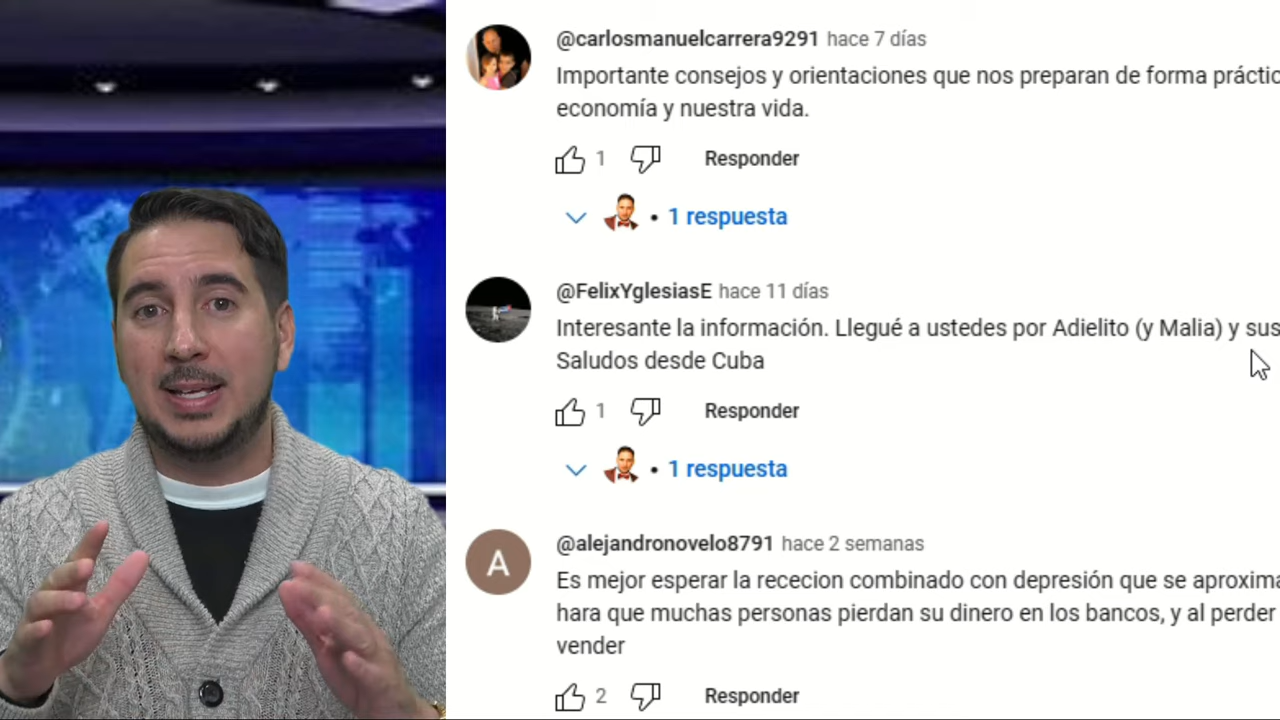 @carlosmanuelcarrera9291 hace 7 días
Importante consejos y orientaciones que nos preparan de forma práctic
economía y nuestra vida.
1 Responder
• 1 respuesta
@FelixYglesiasE hace 11 días
Interesante la información. Llegué a ustedes por Adielito (y Malia) y sus
Saludos desde Cuba
1 Responder
• 1 respuesta
A
@alejandronovelo8791 hace 2 semanas
Es mejor esperar la rececion combinado con depresión que se aproxima
hara que muchas personas pierdan su dinero en los bancos, y al perder
vender
2 Responder